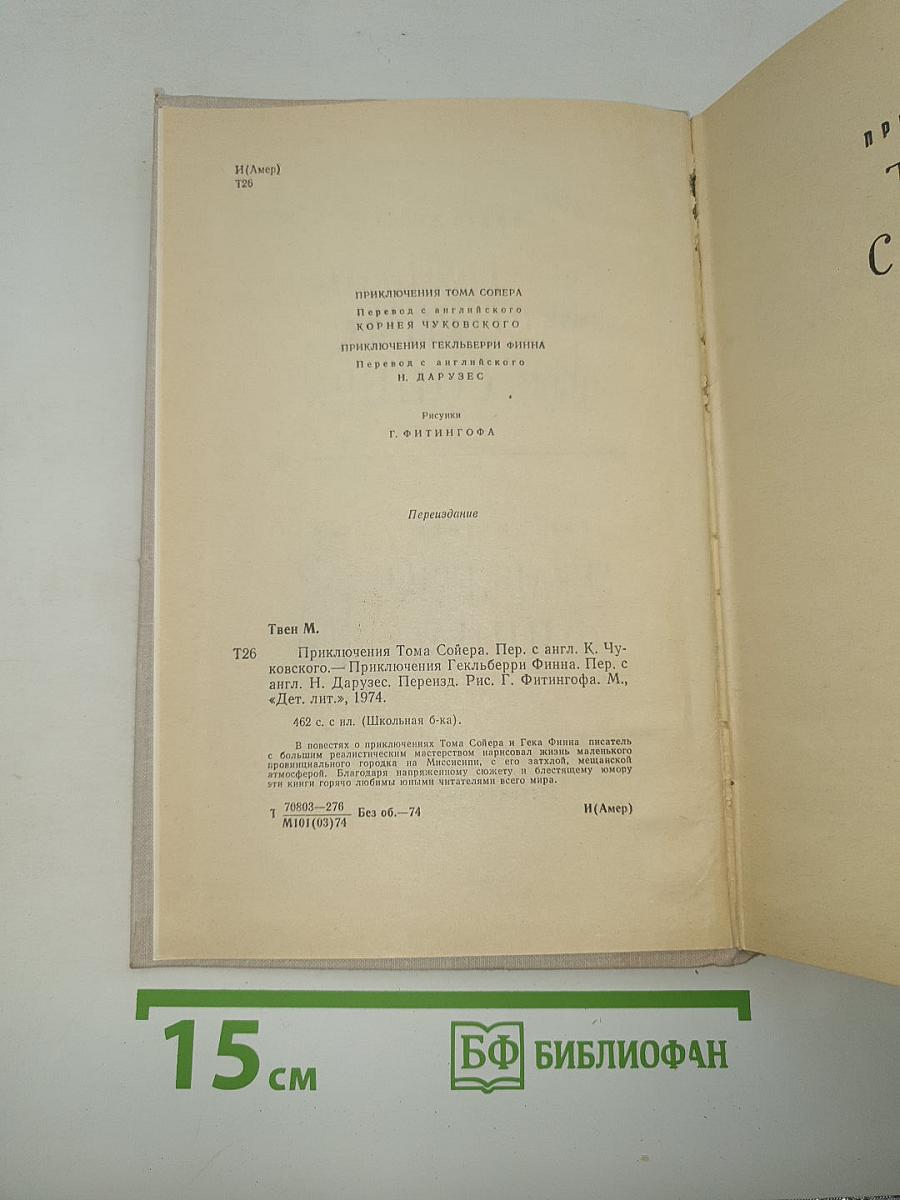 И(Амер)
Т26
ПРИКЛЮЧЕНИЯ ТОМА СОЙЕРА
Перевод с английского
КОРНЕЯ ЧУКОВСКОГО
ПРИКЛЮЧЕНИЯ ГЕКЛЬБЕРРИ ФИННА
Перевод с английского
Н. ДАРУЗЕС
Рисунки
Г. ФИТИНГОФА
Переиздание
Твен М.
Т26 Приключения Тома Сойера. Пер. с англ. К. Чу-
ковского.— Приключения Гекльберри Финна. Пер. с
англ. Н. Дарузес. Переизд. Рис. Г. Фитингофа. М.,
«Дет. лит.», 1974.
462 с. с ил. (Школьная б-ка).
В повестях о приключениях Тома Сойера и Гека Финна писатель
с большим реалистическим мастерством нарисовал жизнь маленького
провинциального городка на Миссисипи, с его затхлой, мещанской
атмосферой. Благодаря напряженному сюжету и блестящему юмору
эти книги горячо любимы юными читателями всего мира.
Т 70803—276 Без об.—74 И(Амер)
М101(03)74
15 см
БФ БИБЛИОФАН